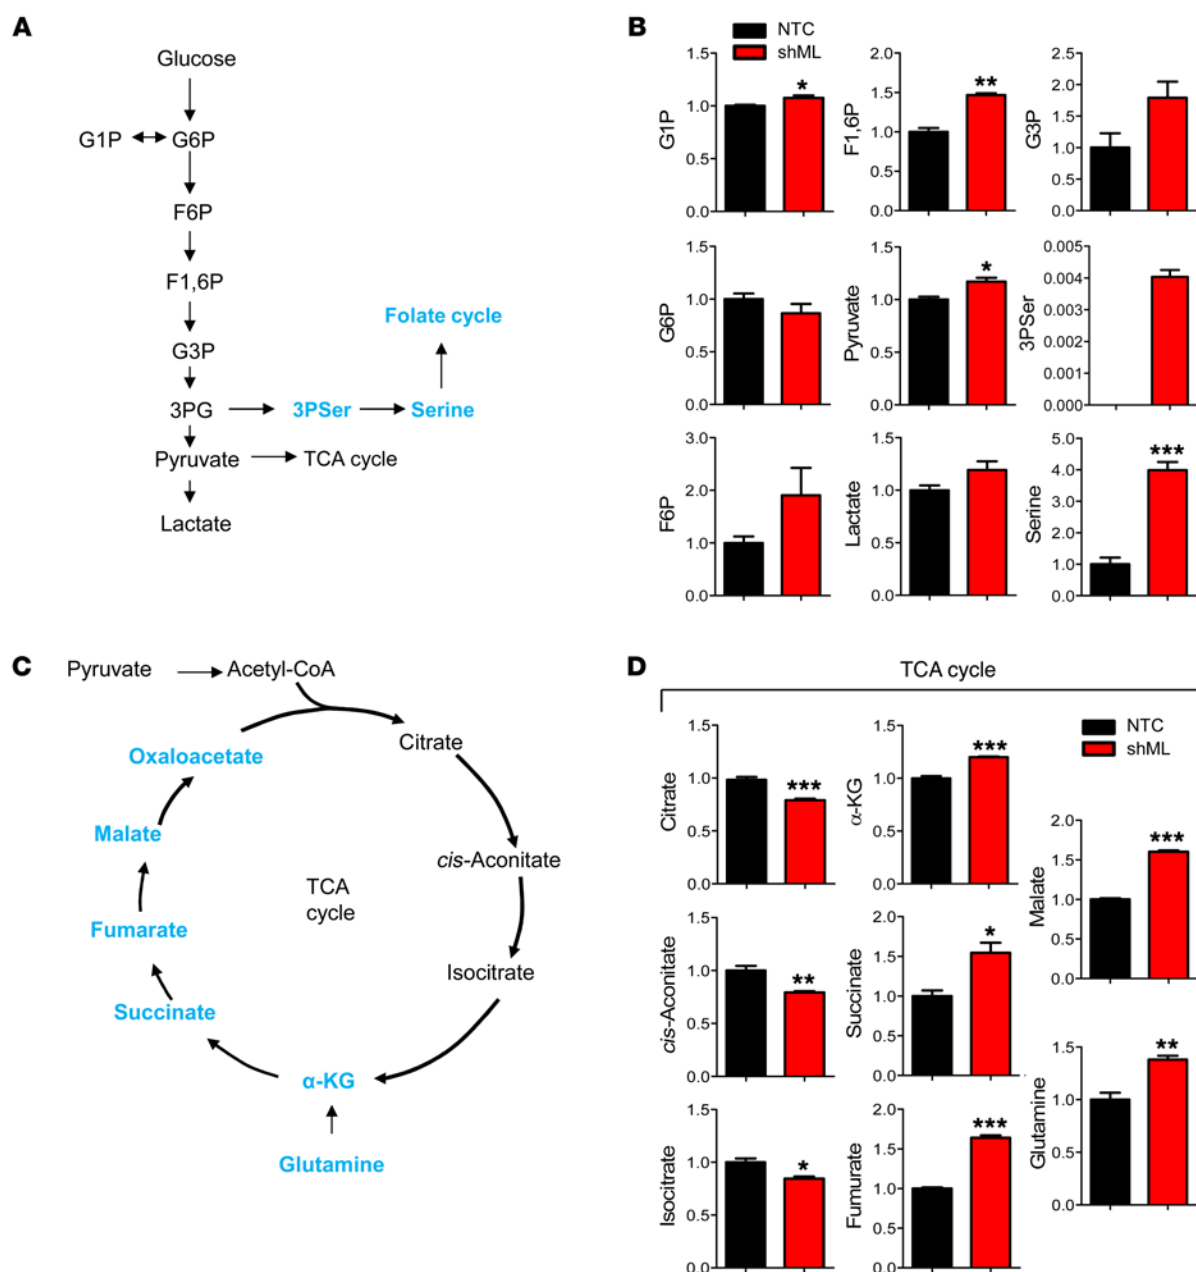 A
Glucose
G1P
G6P
F6P
F1,6P
Folate cycle
G3P
3PG
3PSer
Serine
Pyruvate
TCA cycle
Lactate
B
NTC
shML
G1P
1.5
1.0
0.5
0.0
*
F1,6P
2.0
1.5
1.0
0.5
0.0
**
G3P
2.5
2.0
1.5
1.0
0.5
0.0
G6P
1.5
1.0
0.5
0.0
Pyruvate
1.5
1.0
0.5
0.0
*
3PSer
0.005
0.004
0.003
0.002
0.001
0.000
F6P
3.0
2.0
1.0
0.0
Lactate
1.5
1.0
0.5
0.0
Serine
5.0
4.0
3.0
2.0
1.0
0.0
***
C
Pyruvate
Acetyl-CoA
Oxaloacetate
Citrate
Malate
cis-Aconitate
TCA
cycle
Fumarate
Isocitrate
Succinate
α-KG
Glutamine
D
TCA cycle
NTC
shML
Citrate
1.5
1.0
0.5
0.0
***
α-KG
1.5
1.0
0.5
0.0
***
Malate
2.0
1.5
1.0
0.5
0.0
***
cis-Aconitate
1.5
1.0
0.5
0.0
**
Succinate
2.0
1.5
1.0
0.5
0.0
*
Glutamine
1.5
1.0
0.5
0.0
**
Isocitrate
1.5
1.0
0.5
0.0
*
Fumurate
2.0
1.5
1.0
0.5
0.0
***